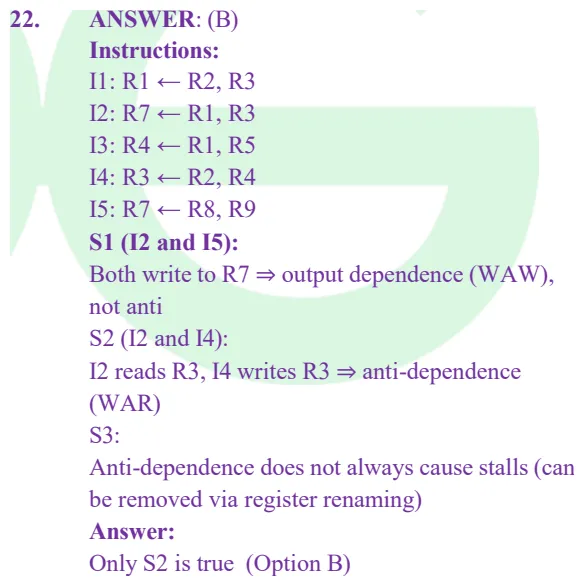 22. ANSWER: (B)
Instructions:
I1: R1 ← R2, R3
I2: R7 ← R1, R3
I3: R4 ← R1, R5
I4: R3 ← R2, R4
I5: R7 ← R8, R9
S1 (I2 and I5):
Both write to R7 ⇒ output dependence (WAW),
not anti
S2 (I2 and I4):
I2 reads R3, I4 writes R3 ⇒ anti-dependence
(WAR)
S3:
Anti-dependence does not always cause stalls (can
be removed via register renaming)
Answer:
Only S2 is true (Option B)